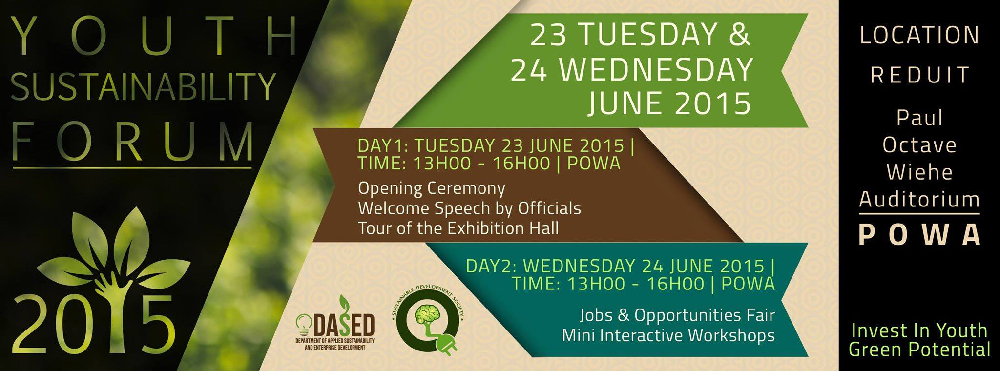 YOUTH
SUSTAINABILITY
FORUM
2015
23 TUESDAY &
24 WEDNESDAY
JUNE 2015
DAY1: TUESDAY 23 JUNE 2015 |
TIME: 13H00 - 16H00 | POWA
Opening Ceremony
Welcome Speech by Officials
Tour of the Exhibition Hall
DAY2: WEDNESDAY 24 JUNE 2015 |
TIME: 13H00 - 16H00 | POWA
Jobs & Opportunities Fair
Mini Interactive Workshops
DASED
DEPARTMENT OF APPLIED SUSTAINABILITY
AND ENTERPRISE DEVELOPMENT
• SUSTAINABLE DEVELOPMENT SOCIETY •
LOCATION
REDUIT
Paul
Octave
Wiehe
Auditorium
POWA
Invest In Youth
Green Potential